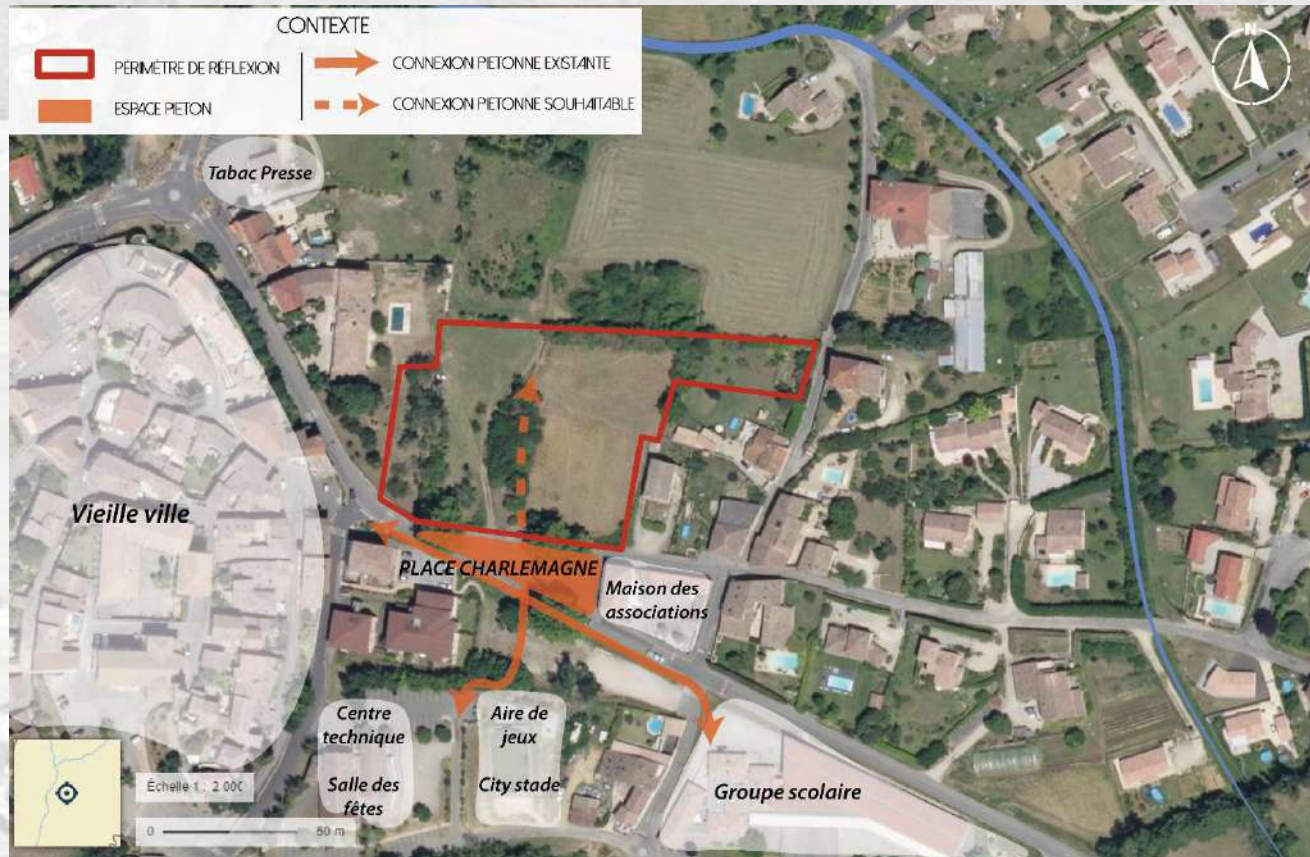 CONTEXTE
PÉRIMÈTRE DE RÉFLEXION
CONNEXION PIETONNE EXISTANTE
ESPACE PIETON
CONNEXION PIETONNE SOUHAITABLE
N
Tabac Presse
Vieille ville
PLACE CHARLEMAGNE
Maison des
associations
Centre
technique
Salle des
fêtes
Aire de
jeux
City stade
Groupe scolaire
Échelle 1 : 2 000
0 50 m